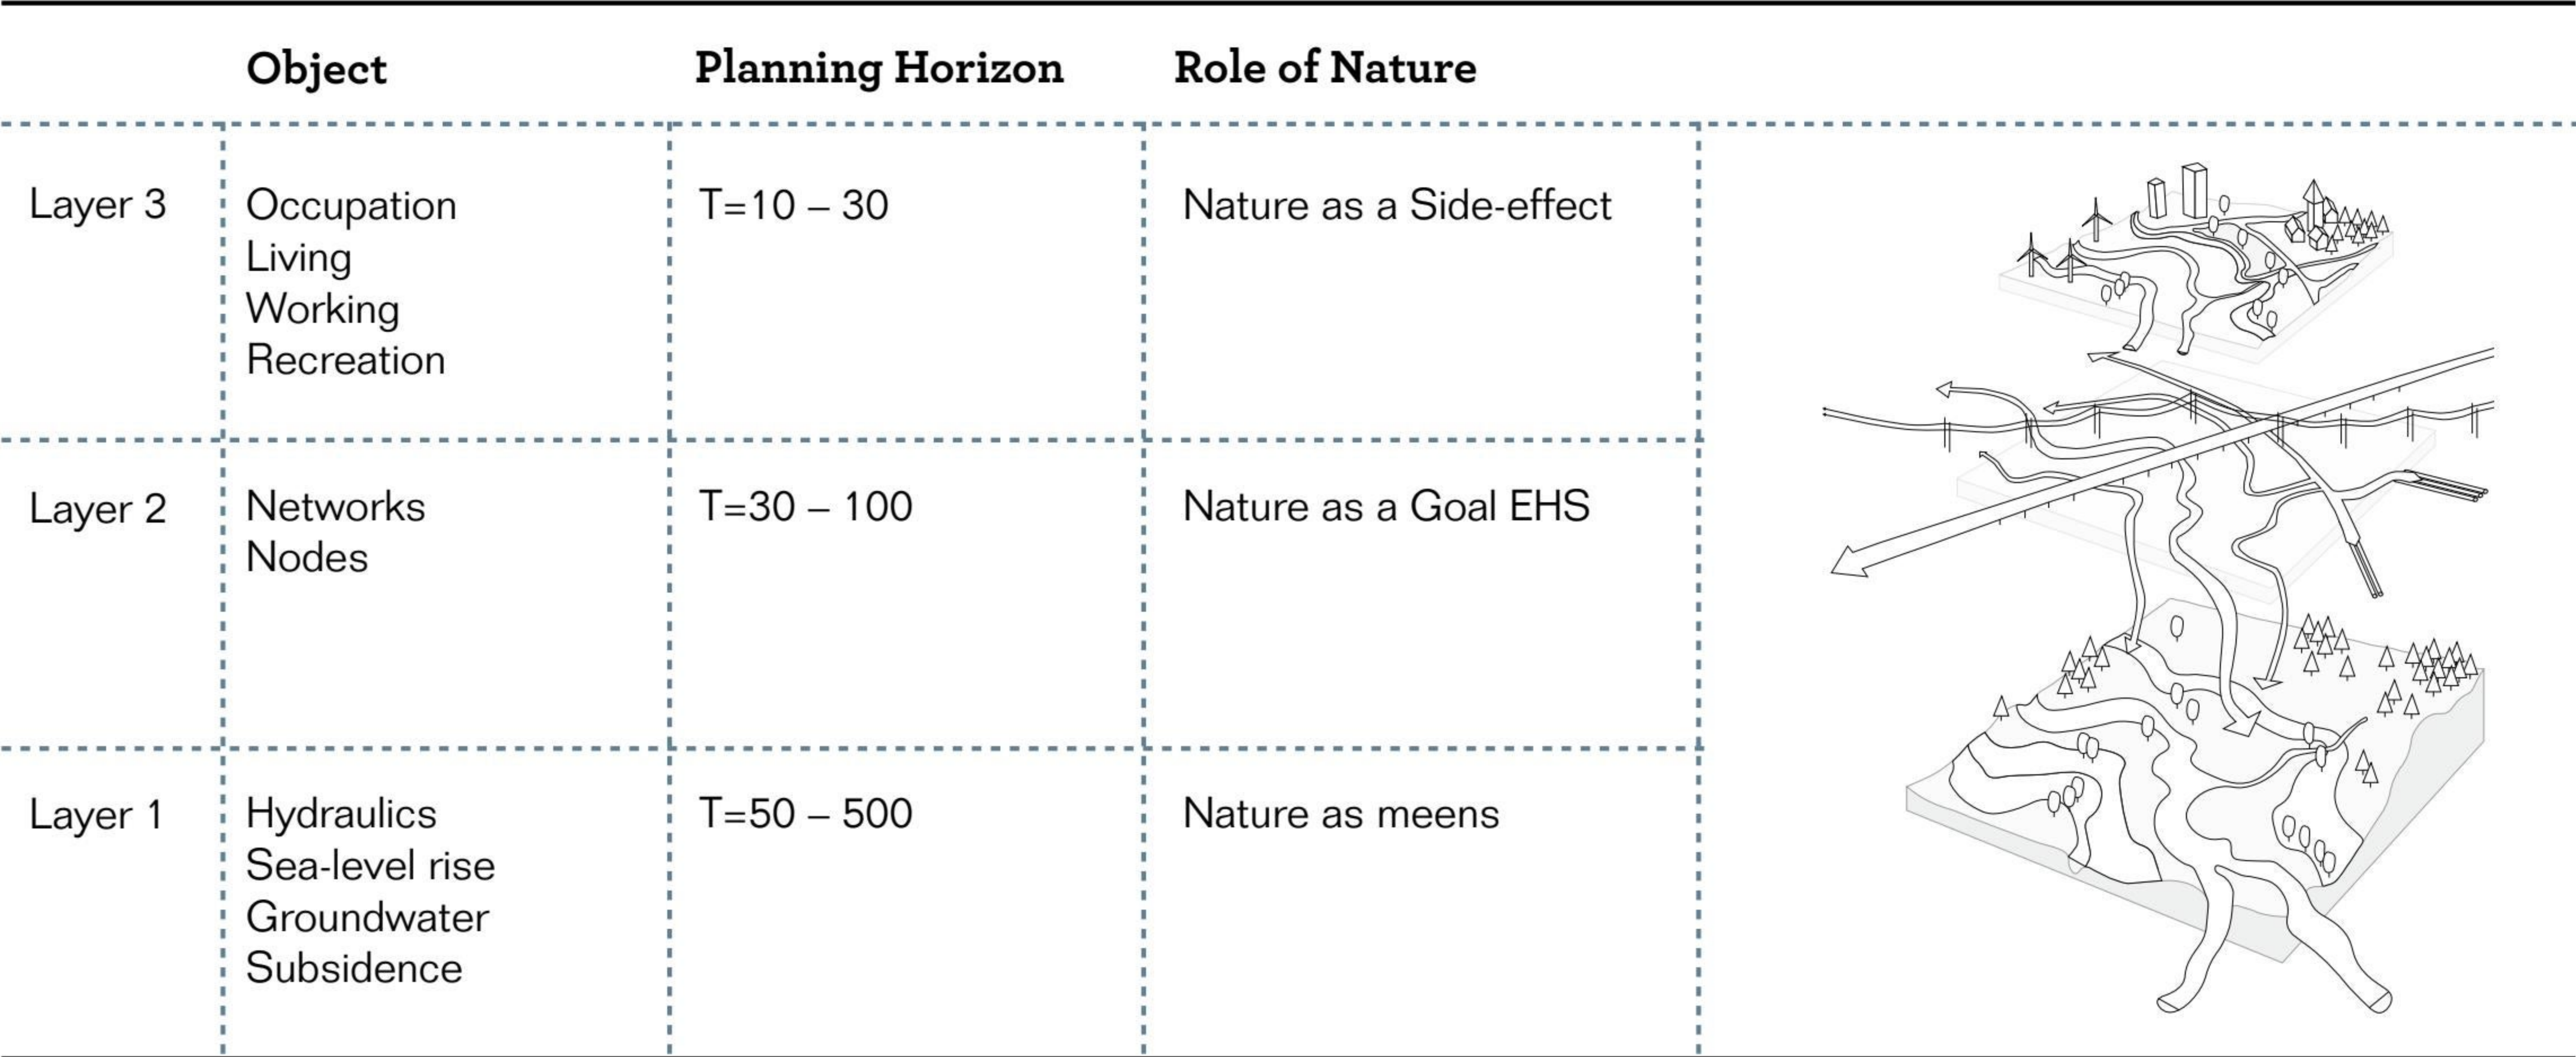 Object Planning Horizon Role of Nature
Layer 3 Occupation T=10 – 30 Nature as a Side-effect
Living
Working
Recreation
Layer 2 Networks T=30 – 100 Nature as a Goal EHS
Nodes
Layer 1 Hydraulics T=50 – 500 Nature as meens
Sea-level rise
Groundwater
Subsidence